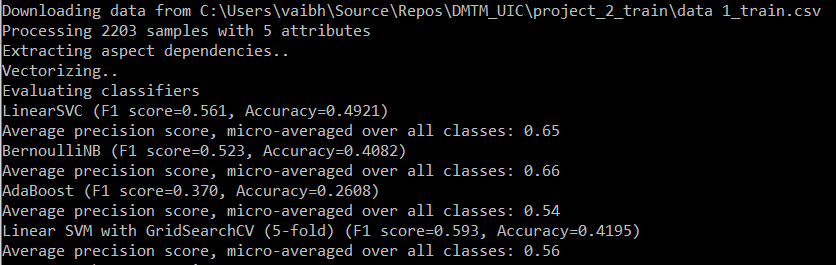 Downloading data from C:\Users\vaibh\Source\Repos\DMTM_UIC\project_2_train\data 1_train.csv
Processing 2203 samples with 5 attributes
Extracting aspect dependencies..
Vectorizing..
Evaluating classifiers
LinearSVC (F1 score=0.561, Accuracy=0.4921)
Average precision score, micro-averaged over all classes: 0.65
BernoulliNB (F1 score=0.523, Accuracy=0.4082)
Average precision score, micro-averaged over all classes: 0.66
AdaBoost (F1 score=0.370, Accuracy=0.2608)
Average precision score, micro-averaged over all classes: 0.54
Linear SVM with GridSearchCV (5-fold) (F1 score=0.593, Accuracy=0.4195)
Average precision score, micro-averaged over all classes: 0.56